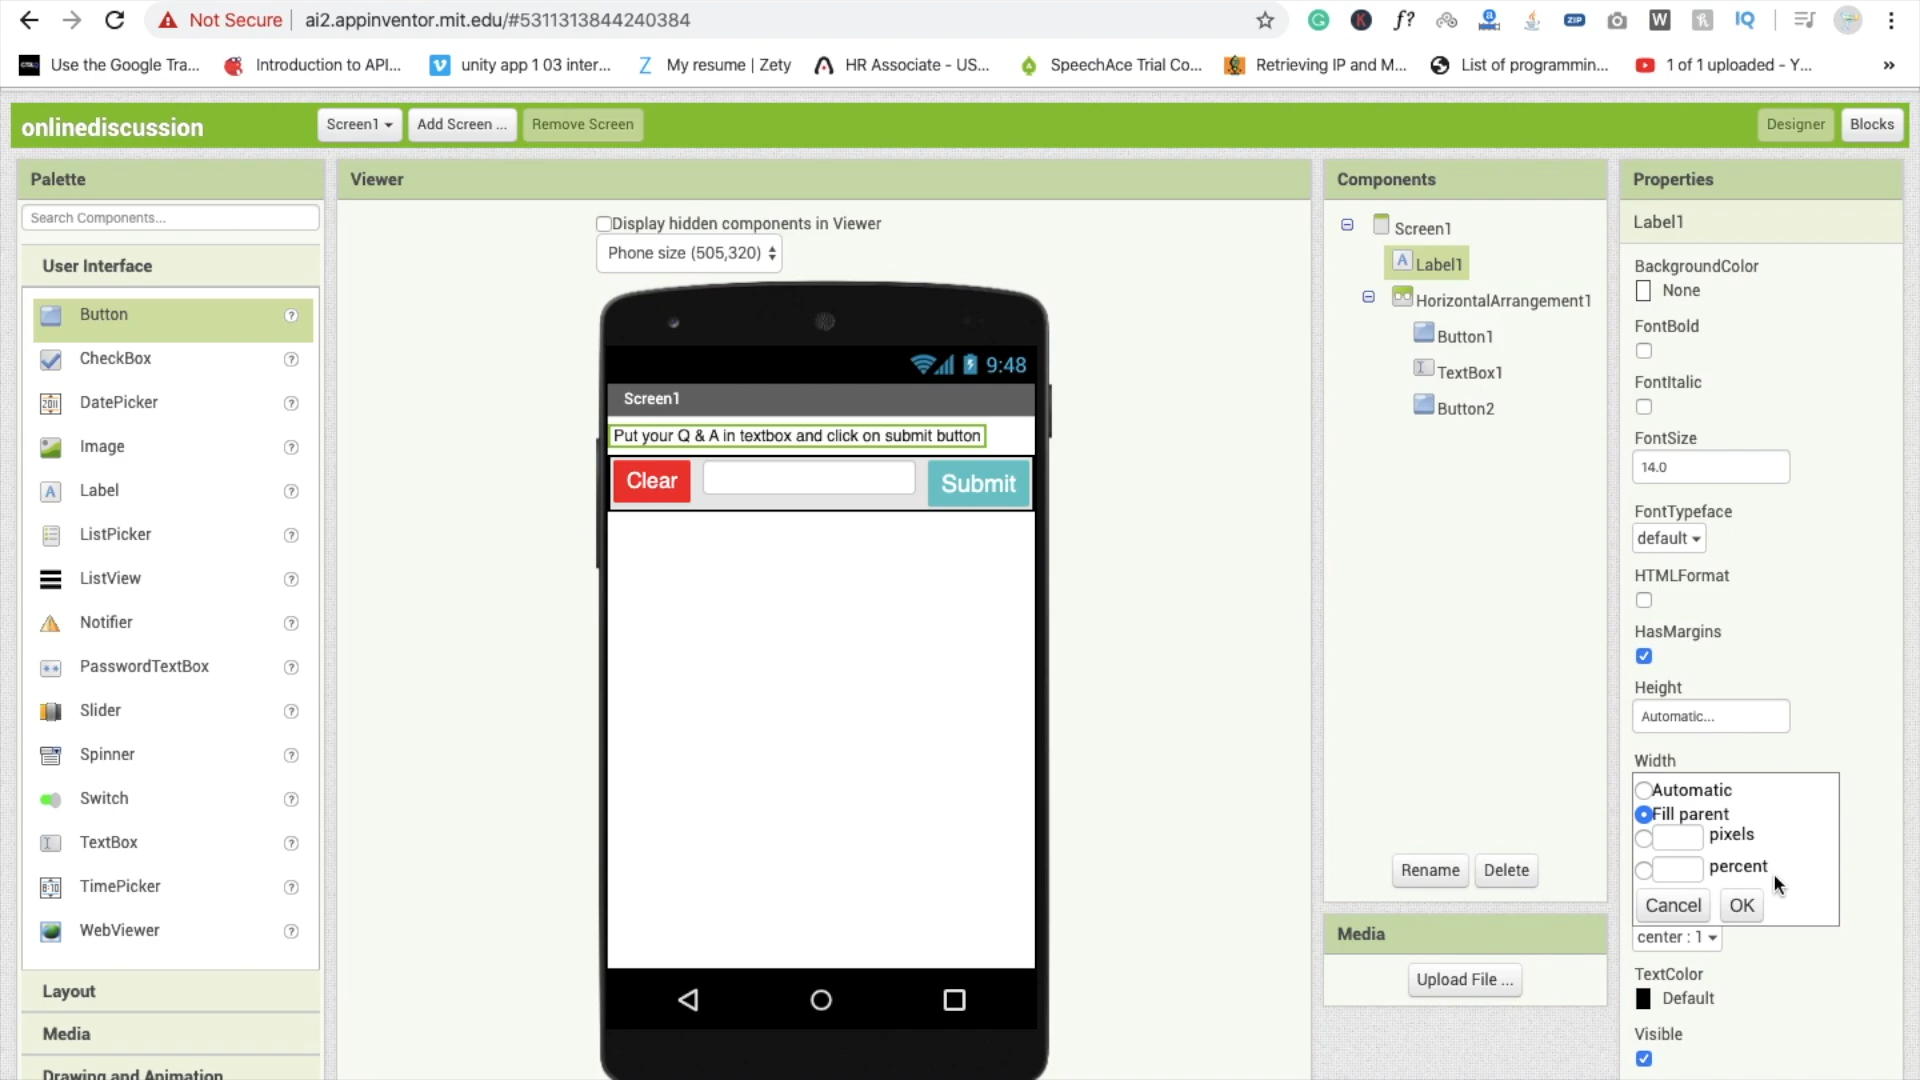 Not Secure
ai2.appinventor.mit.edu/#5311313844240384
Use the Google Tra...
Introduction to API...
unity app 1 03 inter...
My resume | Zety
HR Associate - US...
SpeechAce Trial Co...
Retrieving IP and M...
List of programmin...
1 of 1 uploaded - Y...
onlinediscussion
Screen1
Add Screen ...
Remove Screen
Designer
Blocks
Palette
Search Components...
User Interface
Button
CheckBox
DatePicker
Image
Label
ListPicker
ListView
Notifier
PasswordTextBox
Slider
Spinner
Switch
TextBox
TimePicker
WebViewer
Layout
Media
Drawing and Animation
Viewer
Display hidden components in Viewer
Phone size (505,320)
9:48
Screen1
Put your Q & A in textbox and click on submit button
Clear
Submit
Components
Screen1
Label1
HorizontalArrangement1
Button1
TextBox1
Button2
Rename
Delete
Media
Upload File ...
Properties
Label1
BackgroundColor
None
FontBold
FontItalic
FontSize
14.0
FontTypeface
default
HTMLFormat
HasMargins
Height
Automatic...
Width
Automatic
Fill parent
pixels
percent
Cancel
OK
center : 1
TextColor
Default
Visible